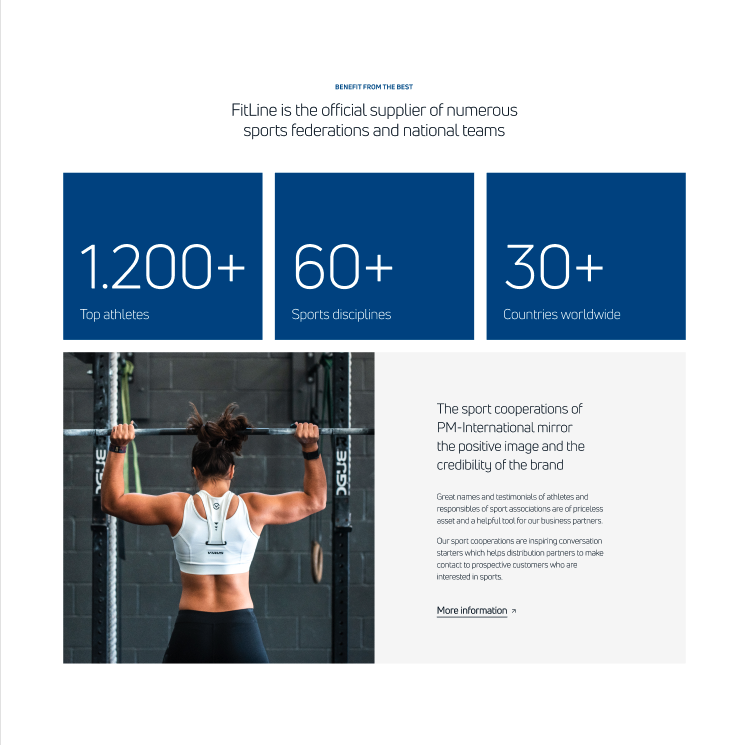 BENEFIT FROM THE BEST
FitLine is the official supplier of numerous
sports federations and national teams
1.200+
Top athletes
60+
Sports disciplines
30+
Countries worldwide
The sport cooperations of
PM-International mirror
the positive image and the
credibility of the brand
Great names and testimonials of athletes and
responsibles of sport associations are of priceless
asset and a helpful tool for our business partners.
Our sport cooperations are inspiring conversation
starters which helps distribution partners to make
contact to prospective customers who are
interested in sports.
More information